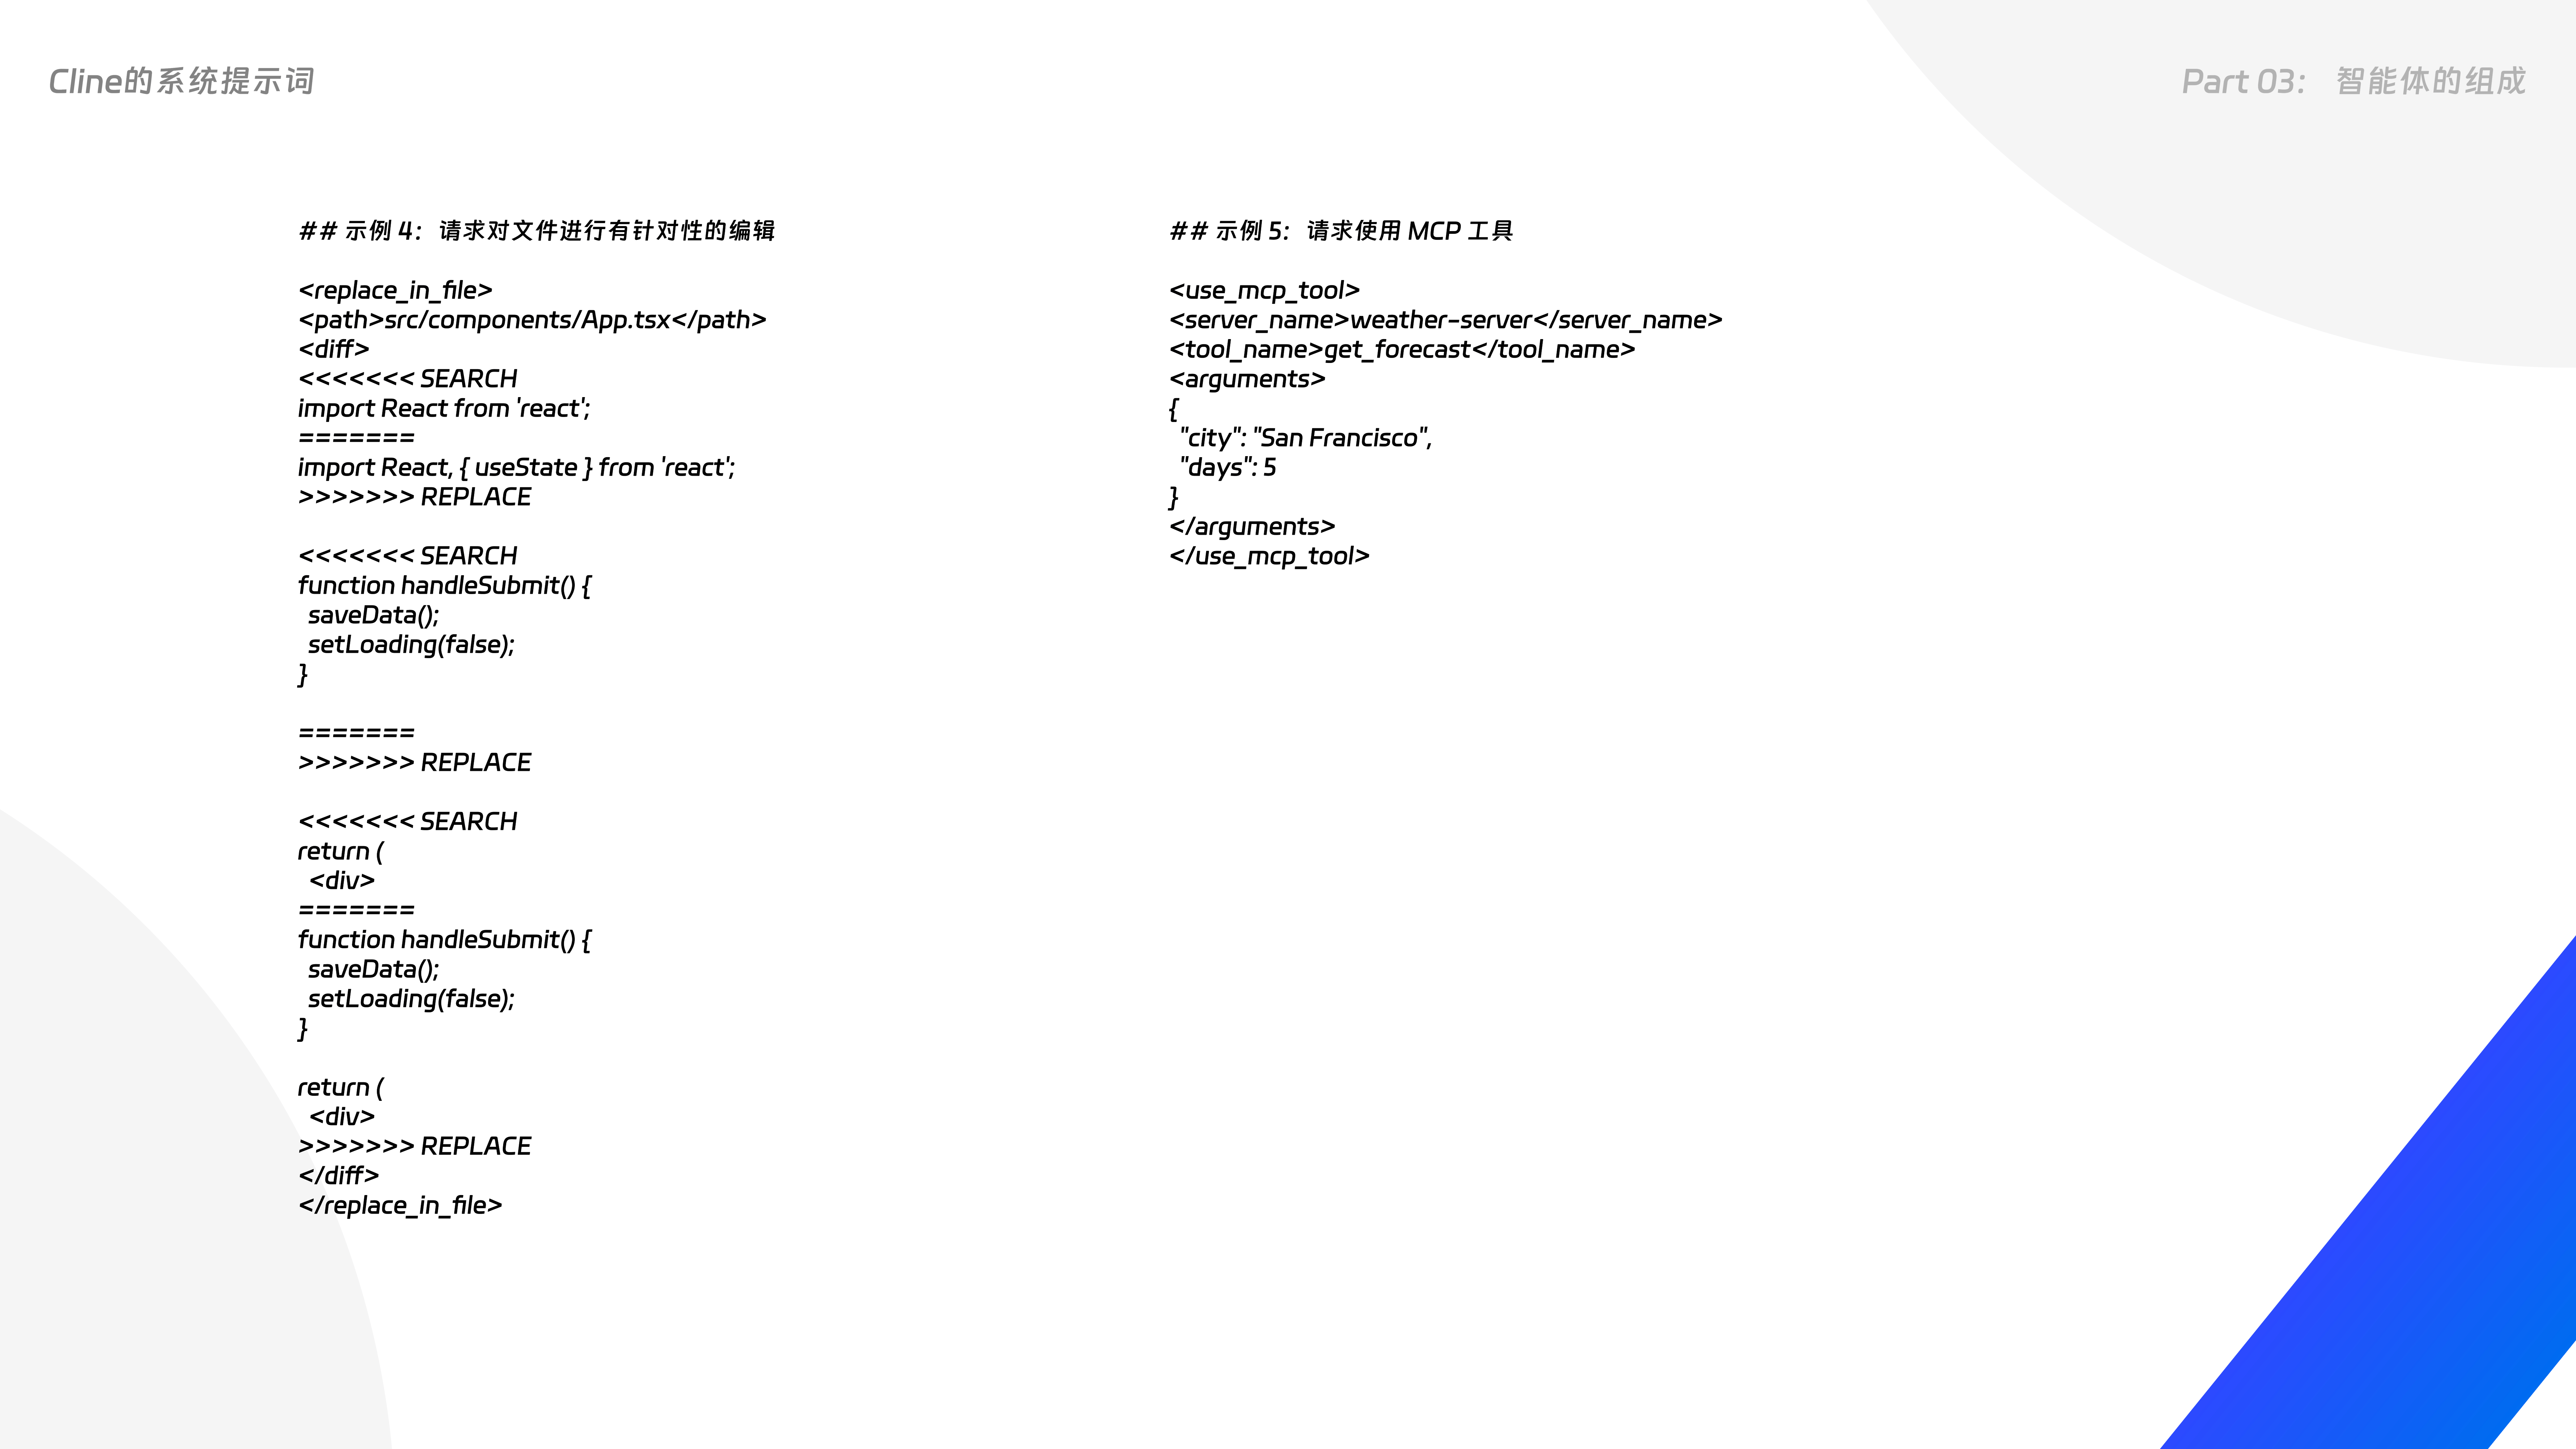 Cline的系统提示词
Part 03： 智能体的组成
## 示例 4：请求对文件进行有针对性的编辑
<replace_in_file>
<path>src/components/App.tsx</path>
<diff>
<<<<<<< SEARCH
import React from 'react';
=======
import React, { useState } from 'react';
>>>>>>> REPLACE
<<<<<<< SEARCH
function handleSubmit() {
  saveData();
  setLoading(false);
}
=======
>>>>>>> REPLACE
<<<<<<< SEARCH
return (
  <div>
=======
function handleSubmit() {
  saveData();
  setLoading(false);
}
return (
  <div>
>>>>>>> REPLACE
</diff>
</replace_in_file>
## 示例 5：请求使用 MCP 工具
<use_mcp_tool>
<server_name>weather-server</server_name>
<tool_name>get_forecast</tool_name>
<arguments>
{
  "city": "San Francisco",
  "days": 5
}
</arguments>
</use_mcp_tool>